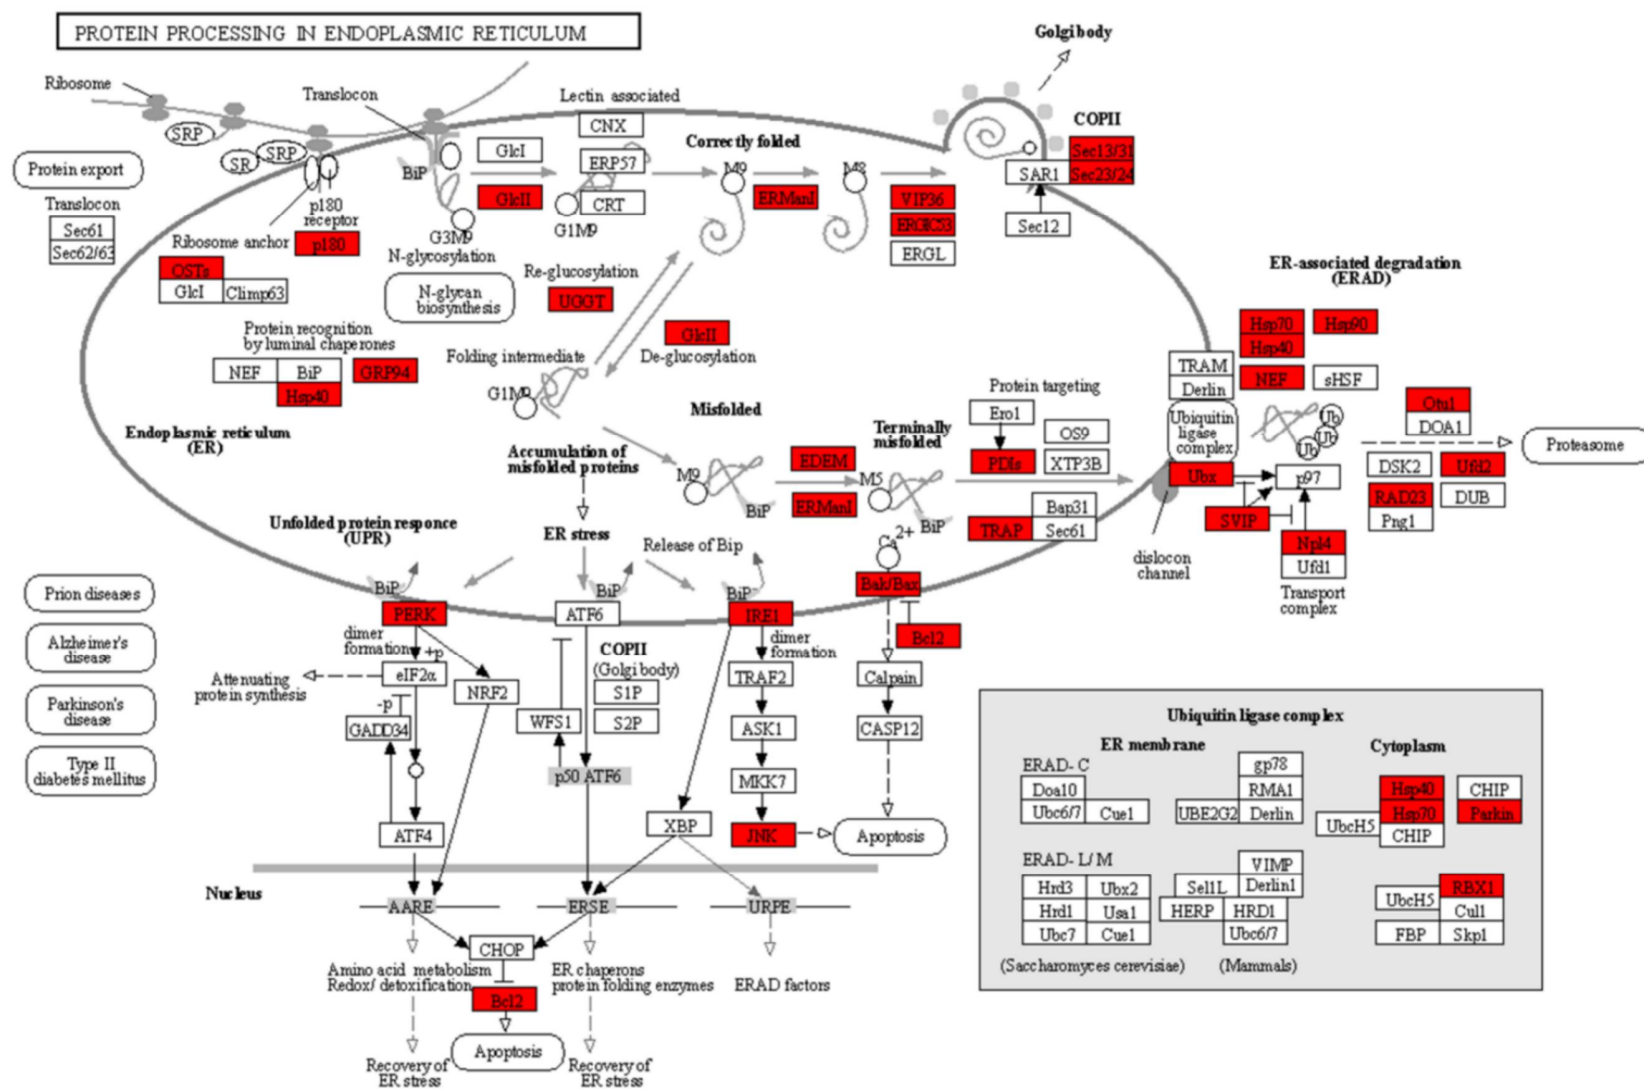 PROTEIN PROCESSING IN ENDOPLASMIC RETICULUM
Golgi body
Ribosome
Translocon
Lectin associated
COPII
SRP
SR
SRP
BiP
GlcI
CNX
ERP57
CRT
Correctly folded
M9
M8
SAR1
Sec13/31
Sec23/24
Sec12
Protein export
Translocon
Sec61
Sec62/63
p180
receptor
Ribosome anchor
p180
OSTs
GlcI
Climp63
G3M9
N-glycosylation
N-glycan
biosynthesis
GlcII
G1M9
ERManI
VIP36
ERGIC53
ERGL
Re-glucosylation
UGGT
GlcII
De-glucosylation
ER-associated degradation
(ERAD)
Hsp70
Hsp90
Hsp40
NEF
sHSF
TRAM
Derlin
Ubiquitin
ligase
complex
Ub
Ub
Ub
Otu1
DOA1
Proteasome
Protein recognition
by luminal chaperones
NEF
BiP
GRP94
Hsp40
Folding intermediate
G1M9
Misfolded
Protein targeting
Ero1
OS9
PDIs
XTP3B
Terminally
misfolded
Endoplasmic reticulum
(ER)
Accumulation of
misfolded proteins
M9
BiP
EDEM
ERManI
M5
BiP
Ubx
p97
DSK2
Ufd2
RAD23
DUB
Png1
SVIP
Npl4
Ufd1
Transport
complex
dislocon
channel
Bap31
TRAP
Sec61
Unfolded protein responce
(UPR)
ER stress
Release of Bip
Ca2+
Bak/Bax
Bcl2
BiP
BiP
BiP
PERK
ATF6
IRE1
Prion diseases
Alzheimer's
disease
Parkinson's
disease
Type II
diabetes mellitus
dimer
formation
+p
eIF2α
Attenuating
protein synthesis
-p
GADD34
NRF2
COPII
(Golgi body)
S1P
S2P
WFS1
p50 ATF6
dimer
formation
TRAF2
ASK1
MKK7
JNK
Calpain
CASP12
Apoptosis
ATF4
XBP
Nucleus
AARE
ERSE
URPE
CHOP
Amino acid metabolism
Redox/ detoxification
ER chaperons
protein folding enzymes
ERAD factors
Bcl2
Apoptosis
Recovery of
ER stress
Recovery of
ER stress
Ubiquitin ligase complex
ER membrane
Cytoplasm
ERAD- C
Doa10
Ubc6/7
Cue1
gp78
RMA1
UBE2G2
Derlin
Hsp40
Hsp70
UbcH5
CHIP
CHIP
Parkin
ERAD- L/ M
Hrd3
Ubx2
Hrd1
Usa1
Ubc7
Cue1
VIMP
Sel1L
Derlin1
HERP
HRD1
Ubc6/7
RBX1
UbcH5
Cul1
FBP
Skp1
(Saccharomyces cerevisiae)
(Mammals)